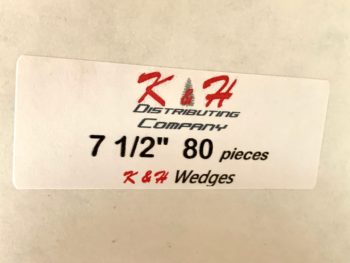 K & H
Distributing
Company
7 1/2" 80 pieces
K & H Wedges